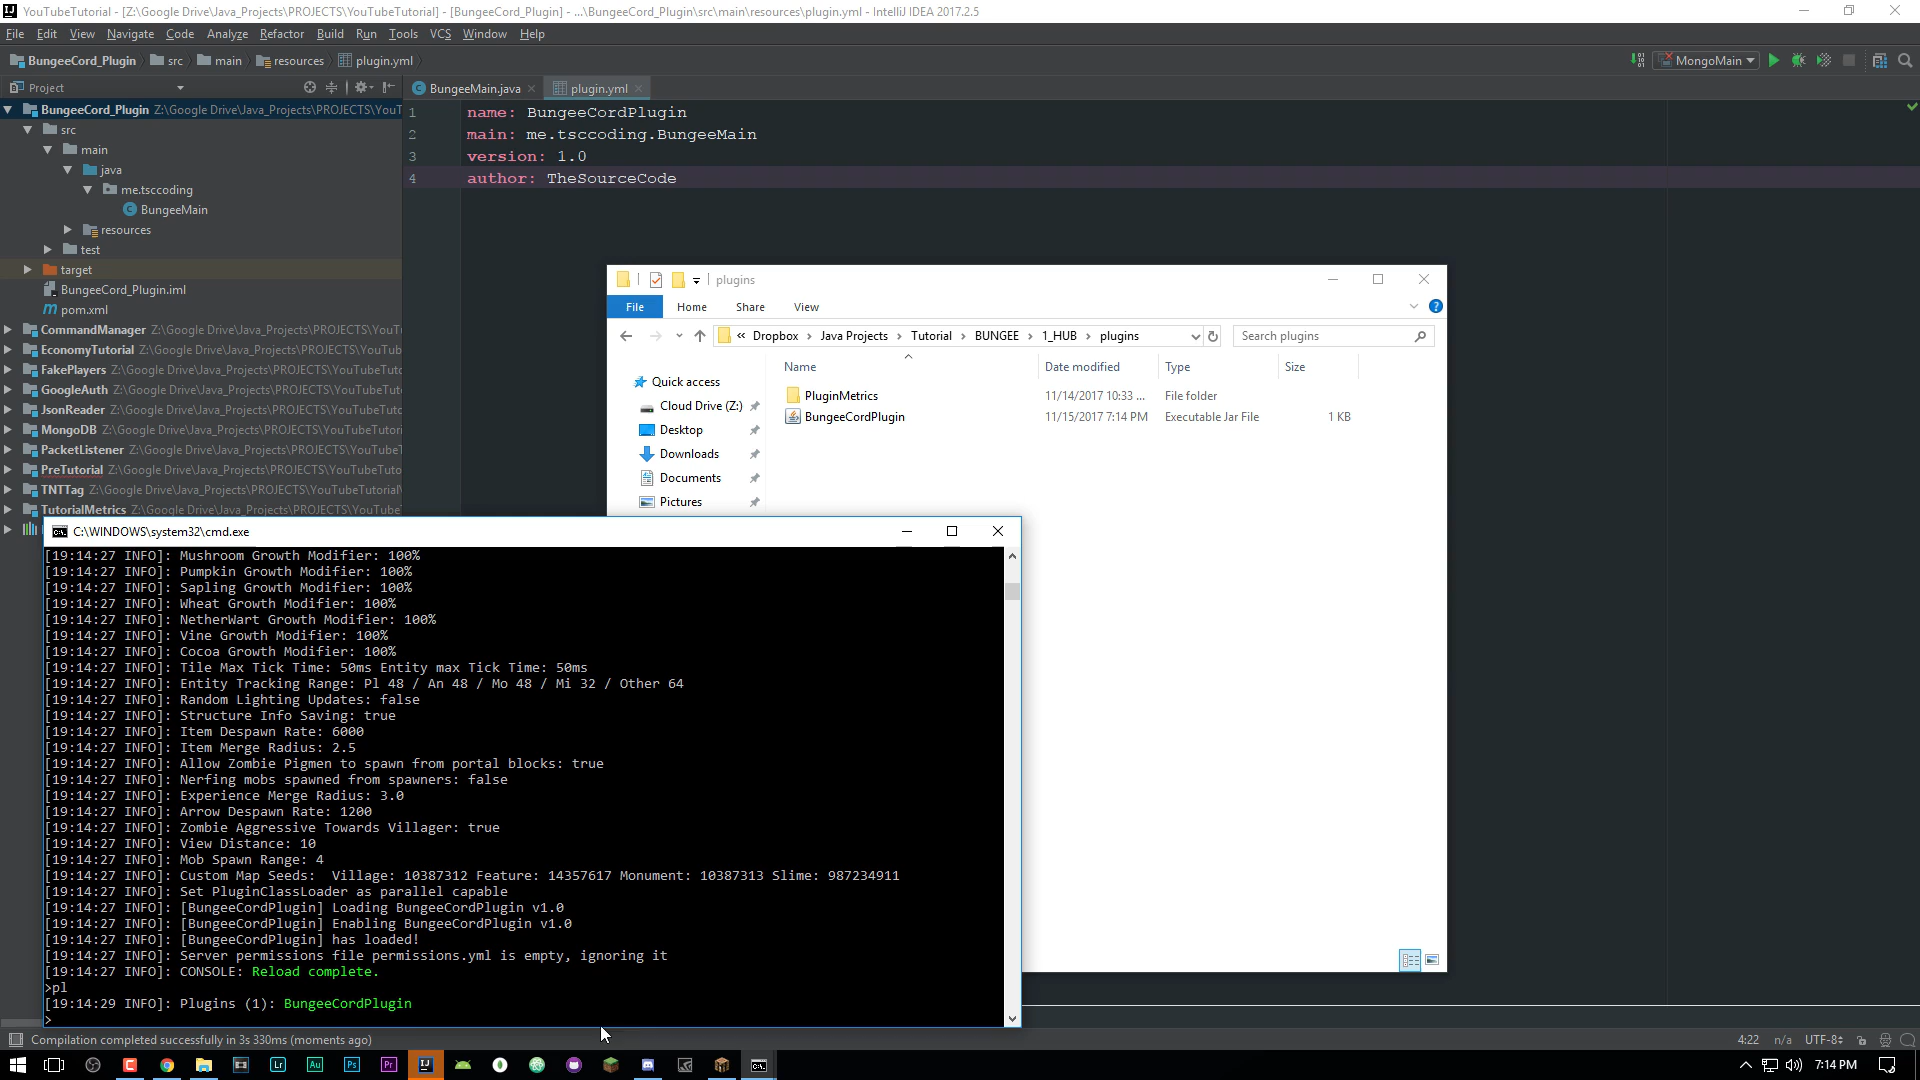 YouTubeTutorial - [Z:\Google Drive\Java_Projects\PROJECTS\YouTubeTutorial] - [BungeeCord_Plugin] - ...\BungeeCord_Plugin\src\main\resources\plugin.yml - IntelliJ IDEA 2017.2.5
File Edit View Navigate Code Analyze Refactor Build Run Tools VCS Window Help
BungeeCord_Plugin src main resources plugin.yml MongoMain
Project BungeeMain.java plugin.yml
BungeeCord_Plugin Z:\Google Drive\Java_Projects\PROJECTS\YouT
src
main
java
me.tsccoding
BungeeMain
resources
test
target
BungeeCord_Plugin.iml
pom.xml
CommandManager Z:\Google Drive\Java_Projects\PROJECTS\YouT
EconomyTutorial Z:\Google Drive\Java_Projects\PROJECTS\YouTub
FakePlayers Z:\Google Drive\Java_Projects\PROJECTS\YouTubeTut
GoogleAuth Z:\Google Drive\Java_Projects\PROJECTS\YouTubeTut
JsonReader Z:\Google Drive\Java_Projects\PROJECTS\YouTubeTutc
MongoDB Z:\Google Drive\Java_Projects\PROJECTS\YouTubeTutori
PacketListener Z:\Google Drive\Java_Projects\PROJECTS\YouTubeT
PreTutorial Z:\Google Drive\Java_Projects\PROJECTS\YouTubeTuto
TNTTag Z:\Google Drive\Java_Projects\PROJECTS\YouTubeTutorial\
TutorialMetrics Z:\Google Drive\Java_Projects\PROJECTS\YouTube
1 name: BungeeCordPlugin
2 main: me.tsccoding.BungeeMain
3 version: 1.0
4 author: TheSourceCode
plugins
File Home Share View
« Dropbox › Java Projects › Tutorial › BUNGEE › 1_HUB › plugins Search plugins
Name Date modified Type Size
Quick access
Cloud Drive (Z:)
Desktop
Downloads
Documents
Pictures
PluginMetrics 11/14/2017 10:33 ... File folder
BungeeCordPlugin 11/15/2017 7:14 PM Executable Jar File 1 KB
C:\WINDOWS\system32\cmd.exe
[19:14:27 INFO]: Mushroom Growth Modifier: 100%
[19:14:27 INFO]: Pumpkin Growth Modifier: 100%
[19:14:27 INFO]: Sapling Growth Modifier: 100%
[19:14:27 INFO]: Wheat Growth Modifier: 100%
[19:14:27 INFO]: NetherWart Growth Modifier: 100%
[19:14:27 INFO]: Vine Growth Modifier: 100%
[19:14:27 INFO]: Cocoa Growth Modifier: 100%
[19:14:27 INFO]: Tile Max Tick Time: 50ms Entity max Tick Time: 50ms
[19:14:27 INFO]: Entity Tracking Range: Pl 48 / An 48 / Mo 48 / Mi 32 / Other 64
[19:14:27 INFO]: Random Lighting Updates: false
[19:14:27 INFO]: Structure Info Saving: true
[19:14:27 INFO]: Item Despawn Rate: 6000
[19:14:27 INFO]: Item Merge Radius: 2.5
[19:14:27 INFO]: Allow Zombie Pigmen to spawn from portal blocks: true
[19:14:27 INFO]: Nerfing mobs spawned from spawners: false
[19:14:27 INFO]: Experience Merge Radius: 3.0
[19:14:27 INFO]: Arrow Despawn Rate: 1200
[19:14:27 INFO]: Zombie Aggressive Towards Villager: true
[19:14:27 INFO]: View Distance: 10
[19:14:27 INFO]: Mob Spawn Range: 4
[19:14:27 INFO]: Custom Map Seeds:  Village: 10387312 Feature: 14357617 Monument: 10387313 Slime: 987234911
[19:14:27 INFO]: Set PluginClassLoader as parallel capable
[19:14:27 INFO]: [BungeeCordPlugin] Loading BungeeCordPlugin v1.0
[19:14:27 INFO]: [BungeeCordPlugin] Enabling BungeeCordPlugin v1.0
[19:14:27 INFO]: [BungeeCordPlugin] has loaded!
[19:14:27 INFO]: Server permissions file permissions.yml is empty, ignoring it
[19:14:27 INFO]: CONSOLE: Reload complete.
>pl
[19:14:29 INFO]: Plugins (1): BungeeCordPlugin
>
Compilation completed successfully in 3s 330ms (moments ago) 4:22 n/a UTF-8
Lr Au Ps Pr IJ 7:14 PM